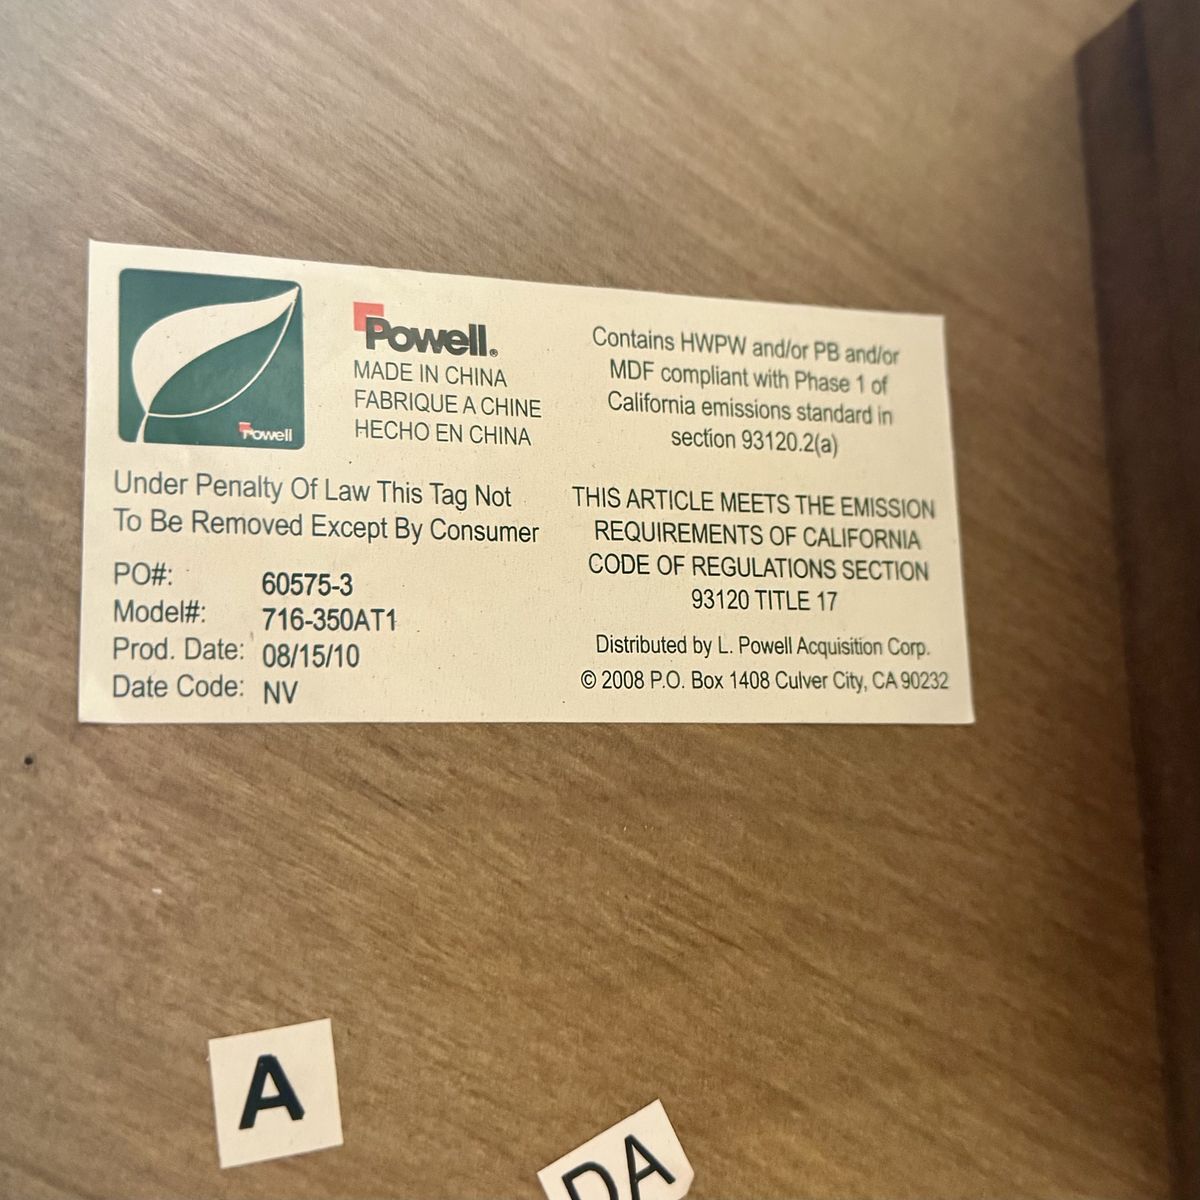 Powell
Powell®
MADE IN CHINA
FABRIQUE A CHINE
HECHO EN CHINA
Contains HWPW and/or PB and/or
MDF compliant with Phase 1 of
California emissions standard in
section 93120.2(a)
Under Penalty Of Law This Tag Not
To Be Removed Except By Consumer
PO#: 60575-3
Model#: 716-350AT1
Prod. Date: 08/15/10
Date Code: NV
THIS ARTICLE MEETS THE EMISSION
REQUIREMENTS OF CALIFORNIA
CODE OF REGULATIONS SECTION
93120 TITLE 17
Distributed by L. Powell Acquisition Corp.
© 2008 P.O. Box 1408 Culver City, CA 90232
A
DA